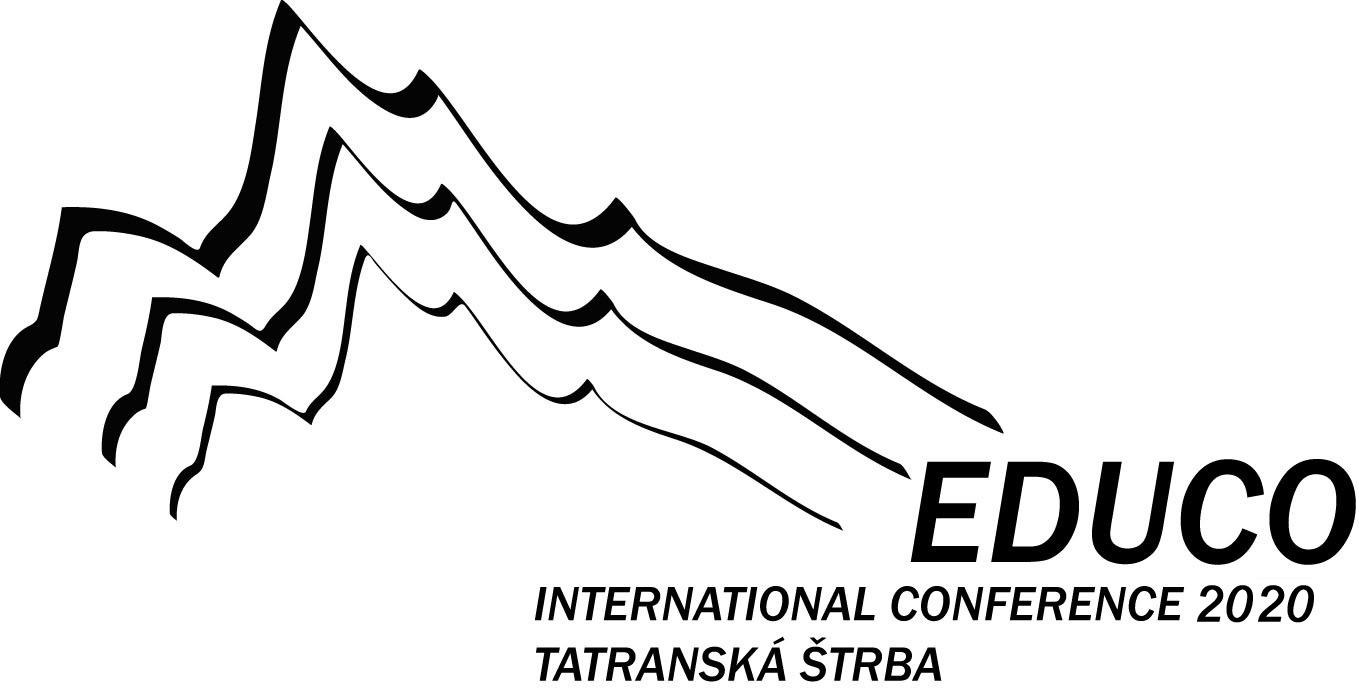 EDUCO
INTERNATIONAL CONFERENCE 2020
TATRANSKÁ ŠTRBA